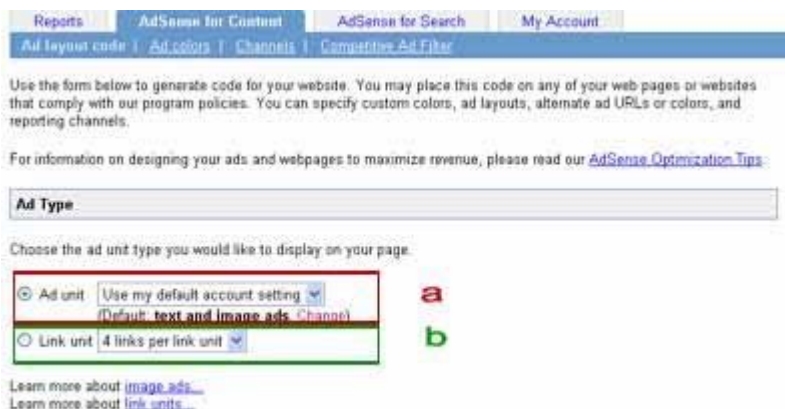 Reports AdSense for Content AdSense for Search My Account
Ad layout code | Ad colors | Channels | Competitive Ad Filter
Use the form below to generate code for your website. You may place this code on any of your web pages or websites
that comply with our program policies. You can specify custom colors, ad layouts, alternate ad URLs or colors, and
reporting channels.
For information on designing your ads and webpages to maximize revenue, please read our AdSense Optimization Tips
Ad Type
Choose the ad unit type you would like to display on your page.
Ad unit Use my default account setting a
(Default: text and image ads. Change)
Link unit 4 links per link unit b
Learn more about image ads...
Learn more about link units...